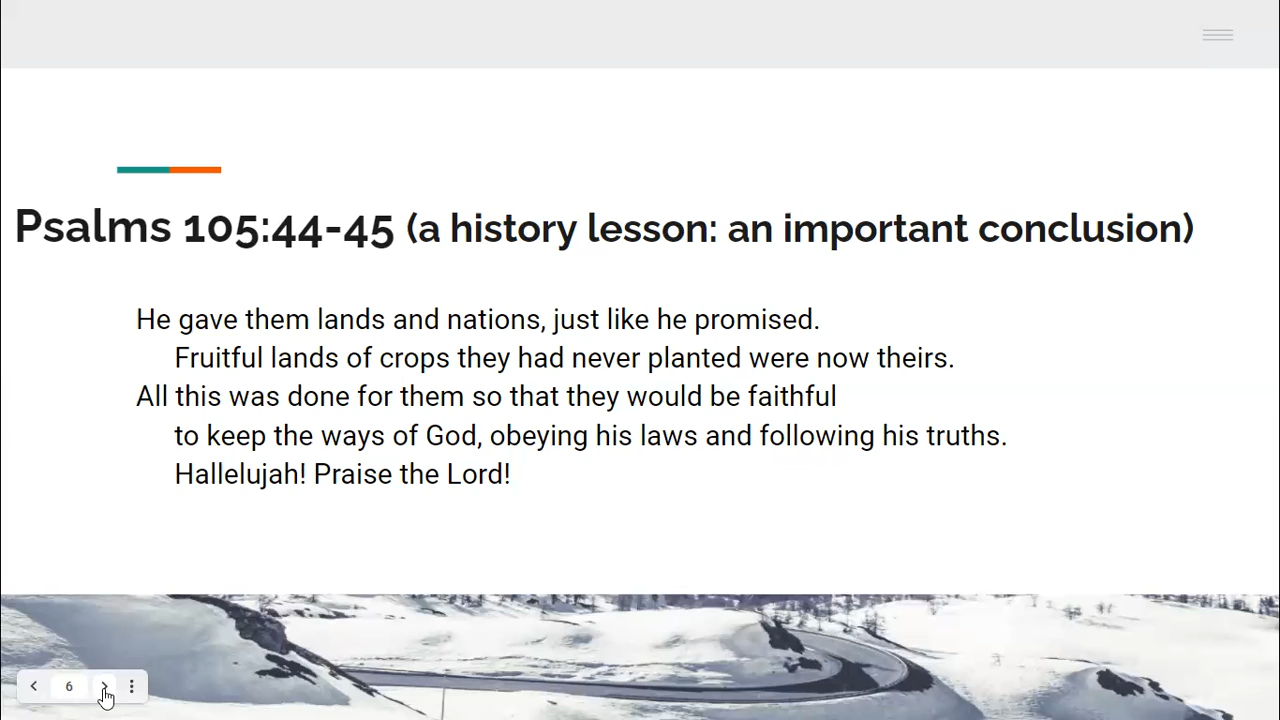 Psalms 105:44-45 (a history lesson: an important conclusion)
He gave them lands and nations, just like he promised.
Fruitful lands of crops they had never planted were now theirs.
All this was done for them so that they would be faithful
to keep the ways of God, obeying his laws and following his truths.
Hallelujah! Praise the Lord!
6